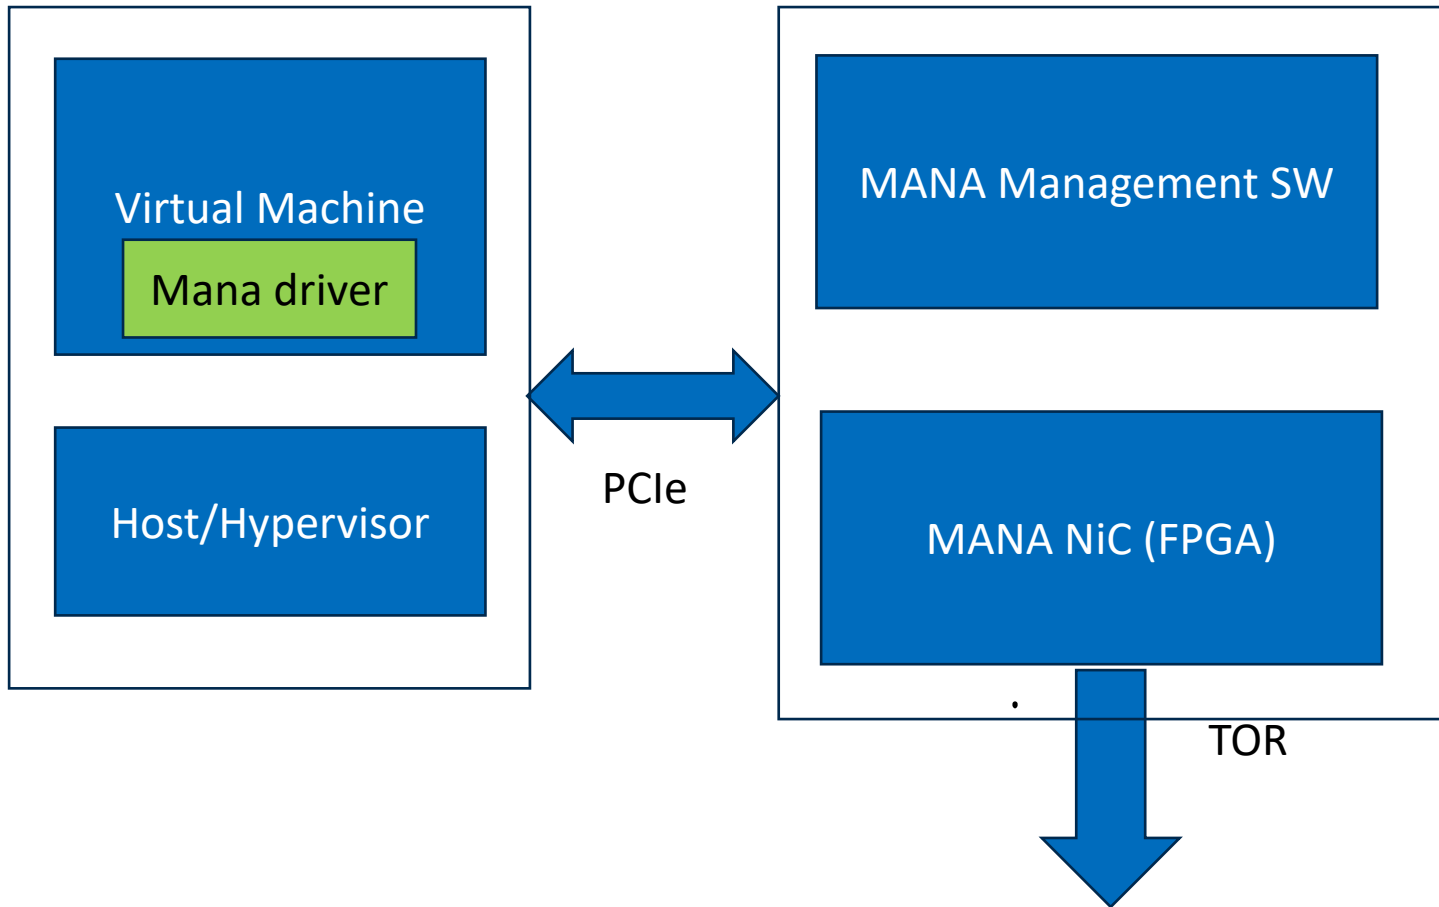 Virtual Machine
Mana driver
Host/Hypervisor
PCIe
MANA Management SW
MANA NiC (FPGA)
.
TOR